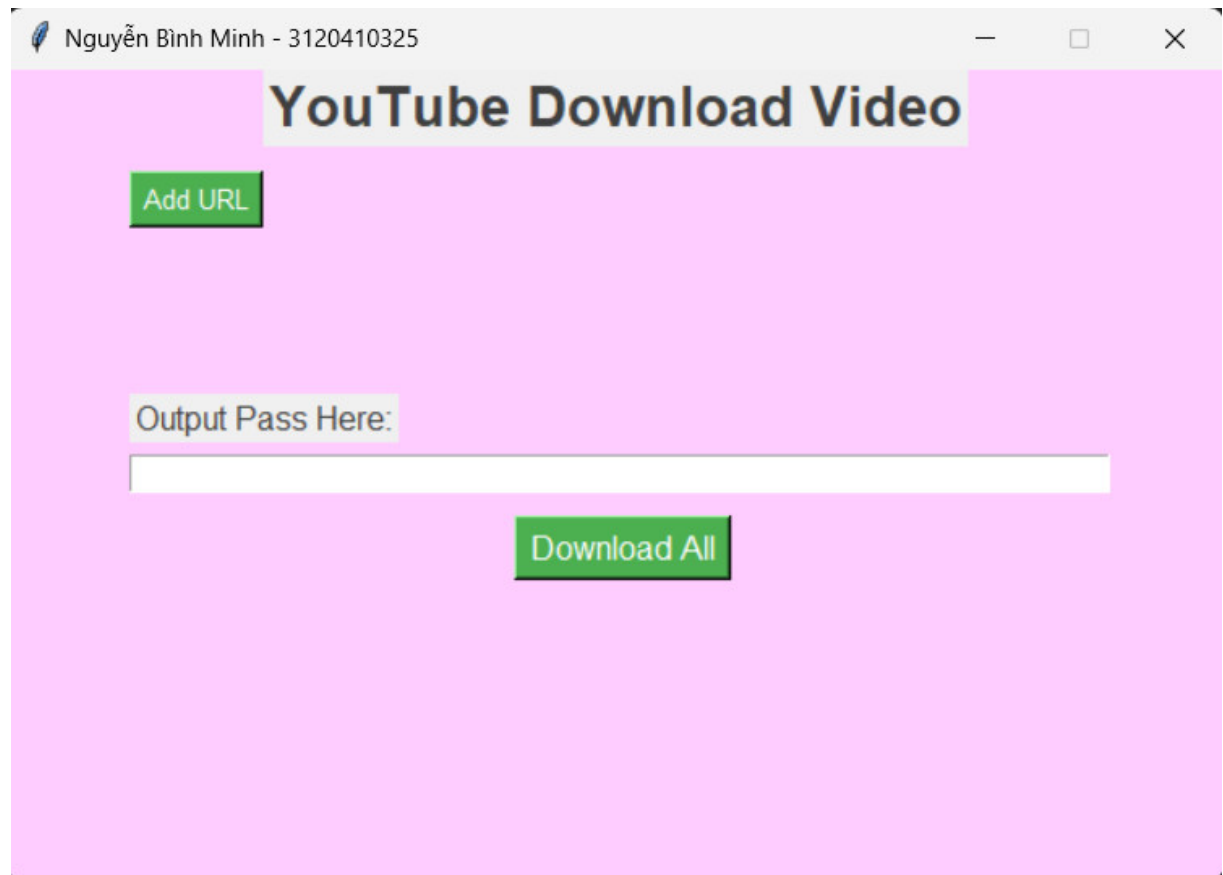 Nguyễn Bình Minh - 3120410325
YouTube Download Video
Add URL
Output Pass Here:
Download All